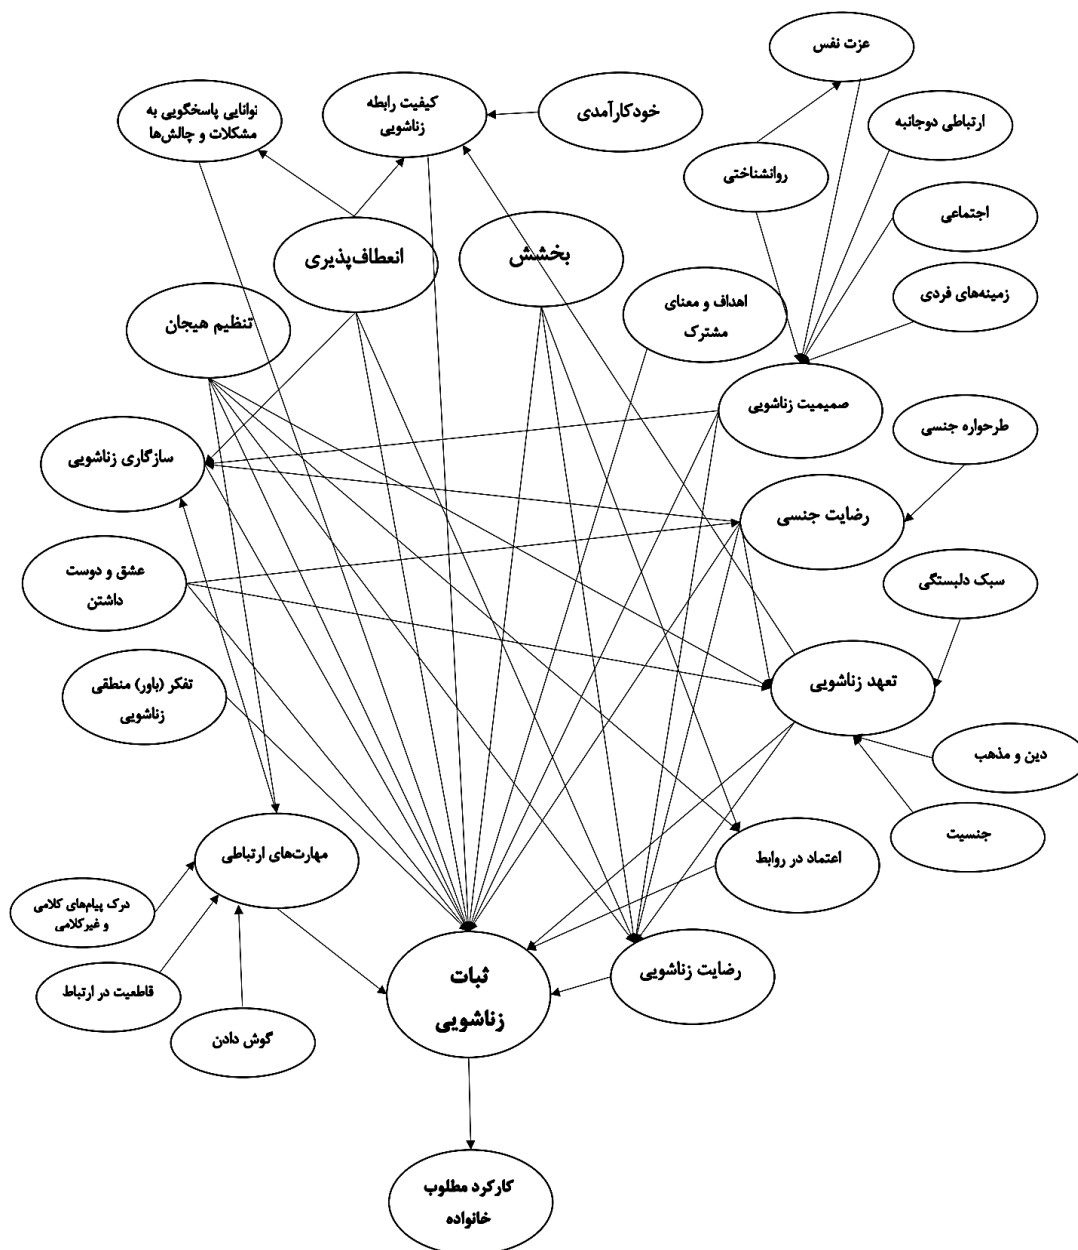 عزت نفس
نوانایی پاسخگویی به
مشکلات و چالش‌ها
کیفیت رابطه
زناشویی
خودکارآمدی
ارتباطی دوجانبه
روانشناختی
اجتماعی
انعطاف‌پذیری
بخشش
زمینه‌های فردی
اهداف و معنای
مشترک
تنظیم هیجان
صمیمیت زناشویی
طرحواره جنسی
سازگاری زناشویی
رضایت جنسی
عشق و دوست
داشتن
سبک دلبستگی
تفکر (باور) منطقی
زناشویی
تعهد زناشویی
دین و مذهب
جنسیت
مهارت‌های ارتباطی
اعتماد در روابط
درک پیام‌های کلامی
و غیرکلامی
قاطعیت در ارتباط
گوش دادن
ثبات
زناشویی
رضایت زناشویی
کارکرد مطلوب
خانواده